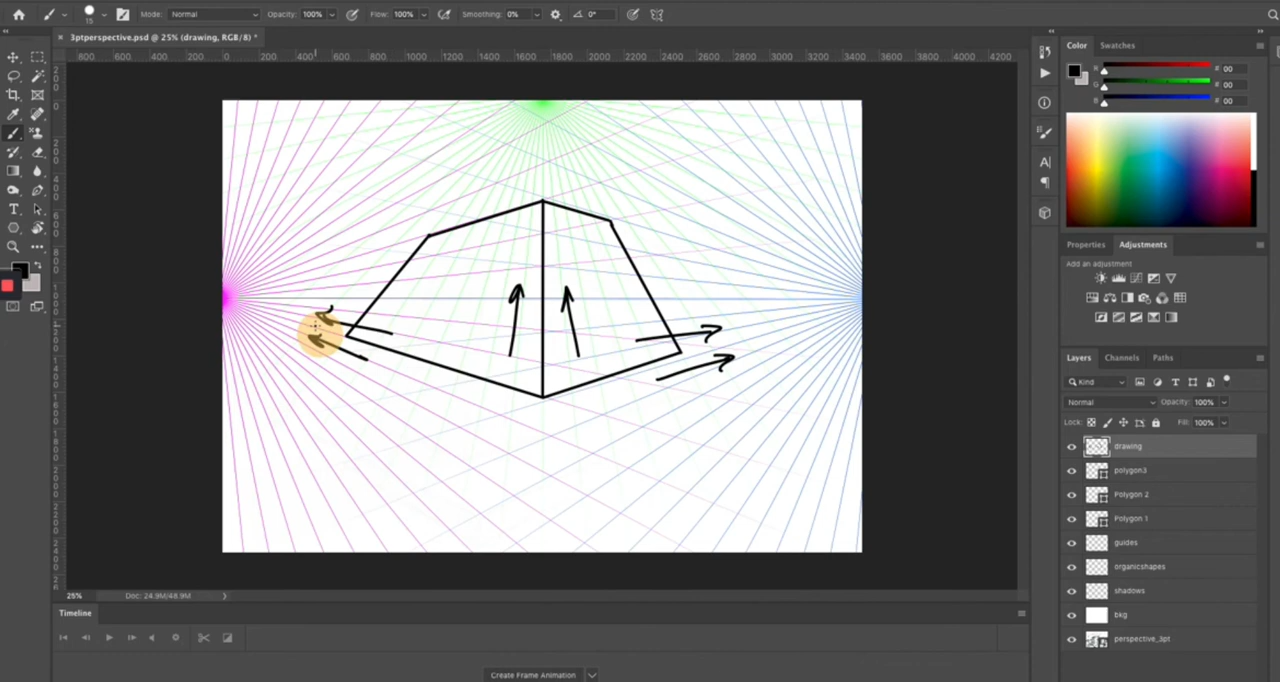 15 Mode: Normal Opacity: 100% Flow: 100% Smoothing: 0% 0°
× 3ptperspective.psd @ 25% (drawing, RGB/8) *
800 600 400 200 0 200 400 600 800 1000 1200 1400 1600 1800 2000 2200 2400 2600 2800 3000 3200 3400 3600 3800 4000 4200
Color Swatches
R 00
G 00
B 00
Properties Adjustments
Add an adjustment
Layers Channels Paths
Kind
Normal Opacity: 100%
Lock: Fill: 100%
drawing
polygon3
Polygon 2
Polygon 1
guides
organicshapes
shadows
bkg
perspective_3pt
25% Doc: 24.9M/48.9M
Timeline
Create Frame Animation